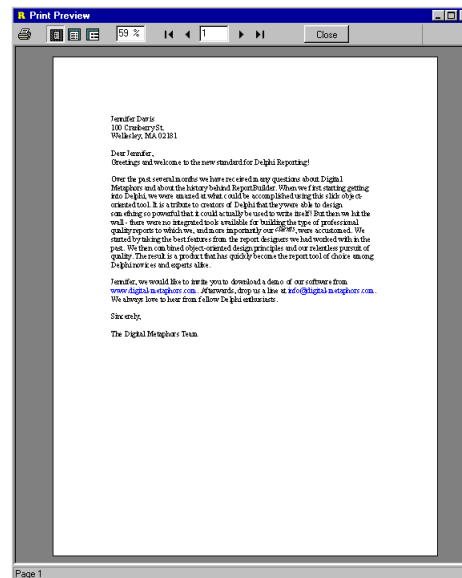 Print Preview
59 %
1
Close
Jennifer Davis
100 Cranberry St.
Wellesley, MA 02181
Dear Jennifer,
Greetings and welcome to the new standard for Delphi Reporting!
Over the past several months we have received many questions about Digital
Metaphors and about the history behind ReportBuilder. When we first starting getting
into Delphi, we were amazed at what could be accomplished using this slick object-
oriented tool. It is a tribute to creators of Delphi that they were able to design
something so powerful that it could actually be used to write itself! But then we hit the
wall - there were no integrated tools available for building the type of professional
quality reports to which we, and more importantly our clients, were accustomed. We
started by taking the best features from the report designers we had worked with in the
past. We then combined object-oriented design principles and our relentless pursuit of
quality. The result is a product that has quickly become the report tool of choice among
Delphi novices and experts alike.
Jennifer, we would like to invite you to download a demo of our software from
www.digital-metaphors.com. Afterwards, drop us a line at info@digital-metaphors.com.
We always love to hear from fellow Delphi enthusiasts.
Sincerely,
The Digital Metaphors Team
Page 1